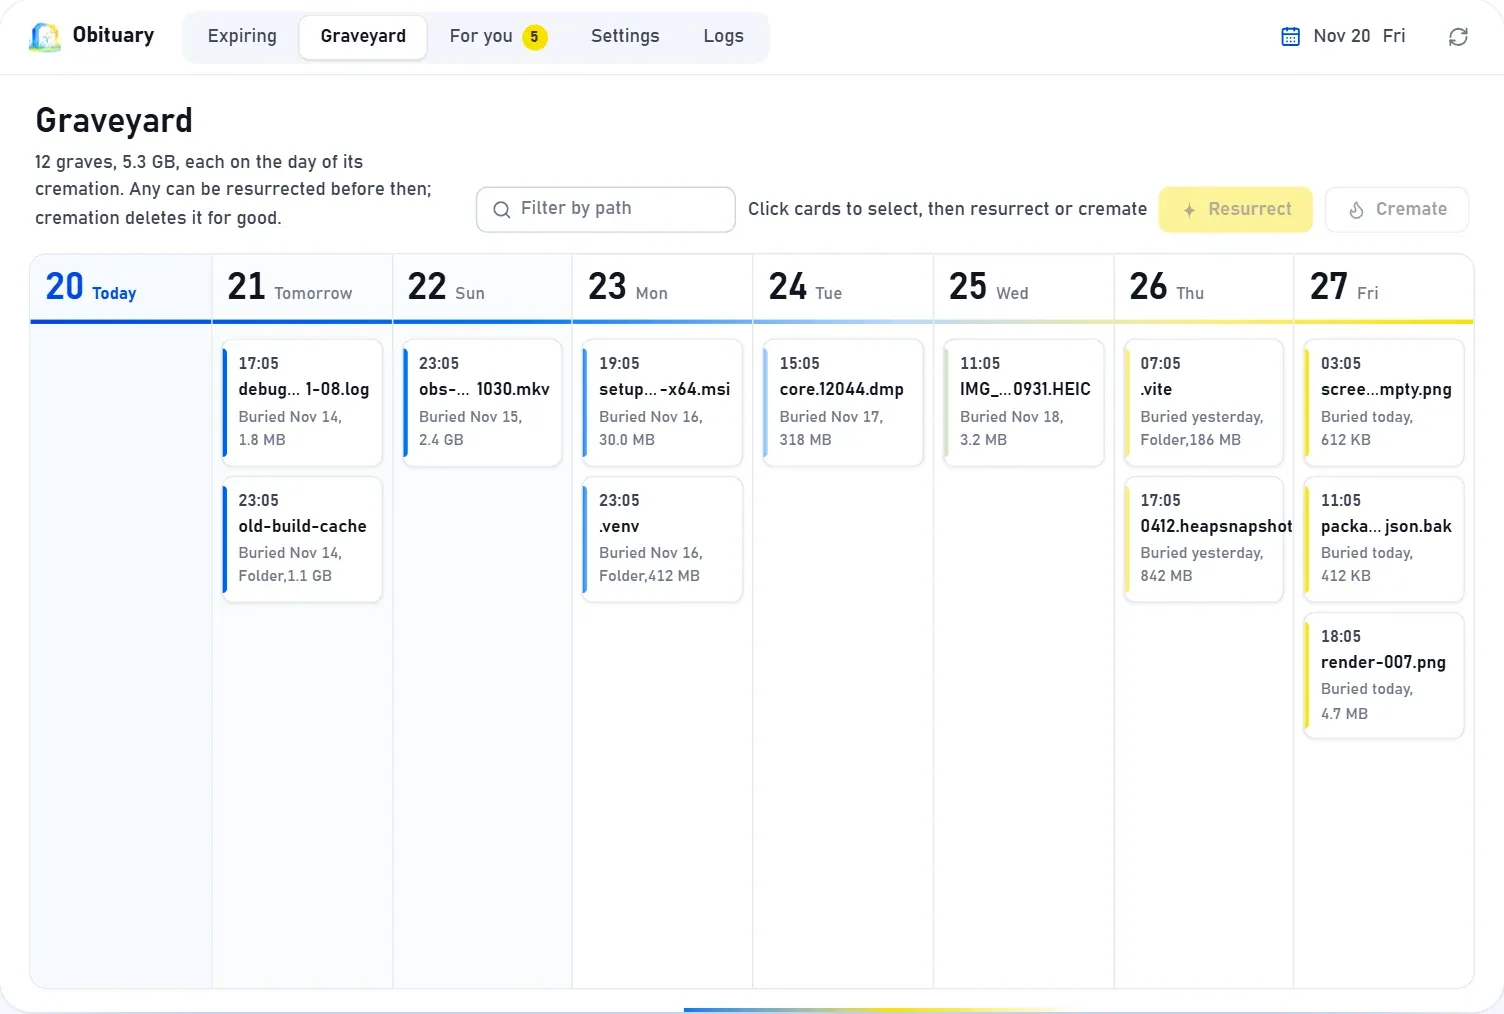 Obituary
Expiring
Graveyard
For you 5
Settings
Logs
Nov 20 Fri
Graveyard
12 graves, 5.3 GB, each on the day of its
cremation. Any can be resurrected before then;
cremation deletes it for good.
Filter by path
Click cards to select, then resurrect or cremate
Resurrect
Cremate
20 Today
21 Tomorrow
17:05
debug... 1-08.log
Buried Nov 14,
1.8 MB
23:05
old-build-cache
Buried Nov 14,
Folder,1.1 GB
22 Sun
23:05
obs-... 1030.mkv
Buried Nov 15,
2.4 GB
23 Mon
19:05
setup...-x64.msi
Buried Nov 16,
30.0 MB
23:05
.venv
Buried Nov 16,
Folder,412 MB
24 Tue
15:05
core.12044.dmp
Buried Nov 17,
318 MB
25 Wed
11:05
IMG_...0931.HEIC
Buried Nov 18,
3.2 MB
26 Thu
07:05
.vite
Buried yesterday,
Folder,186 MB
17:05
0412.heapsnapshot
Buried yesterday,
842 MB
27 Fri
03:05
scree...mpty.png
Buried today,
612 KB
11:05
packa... json.bak
Buried today,
412 KB
18:05
render-007.png
Buried today,
4.7 MB